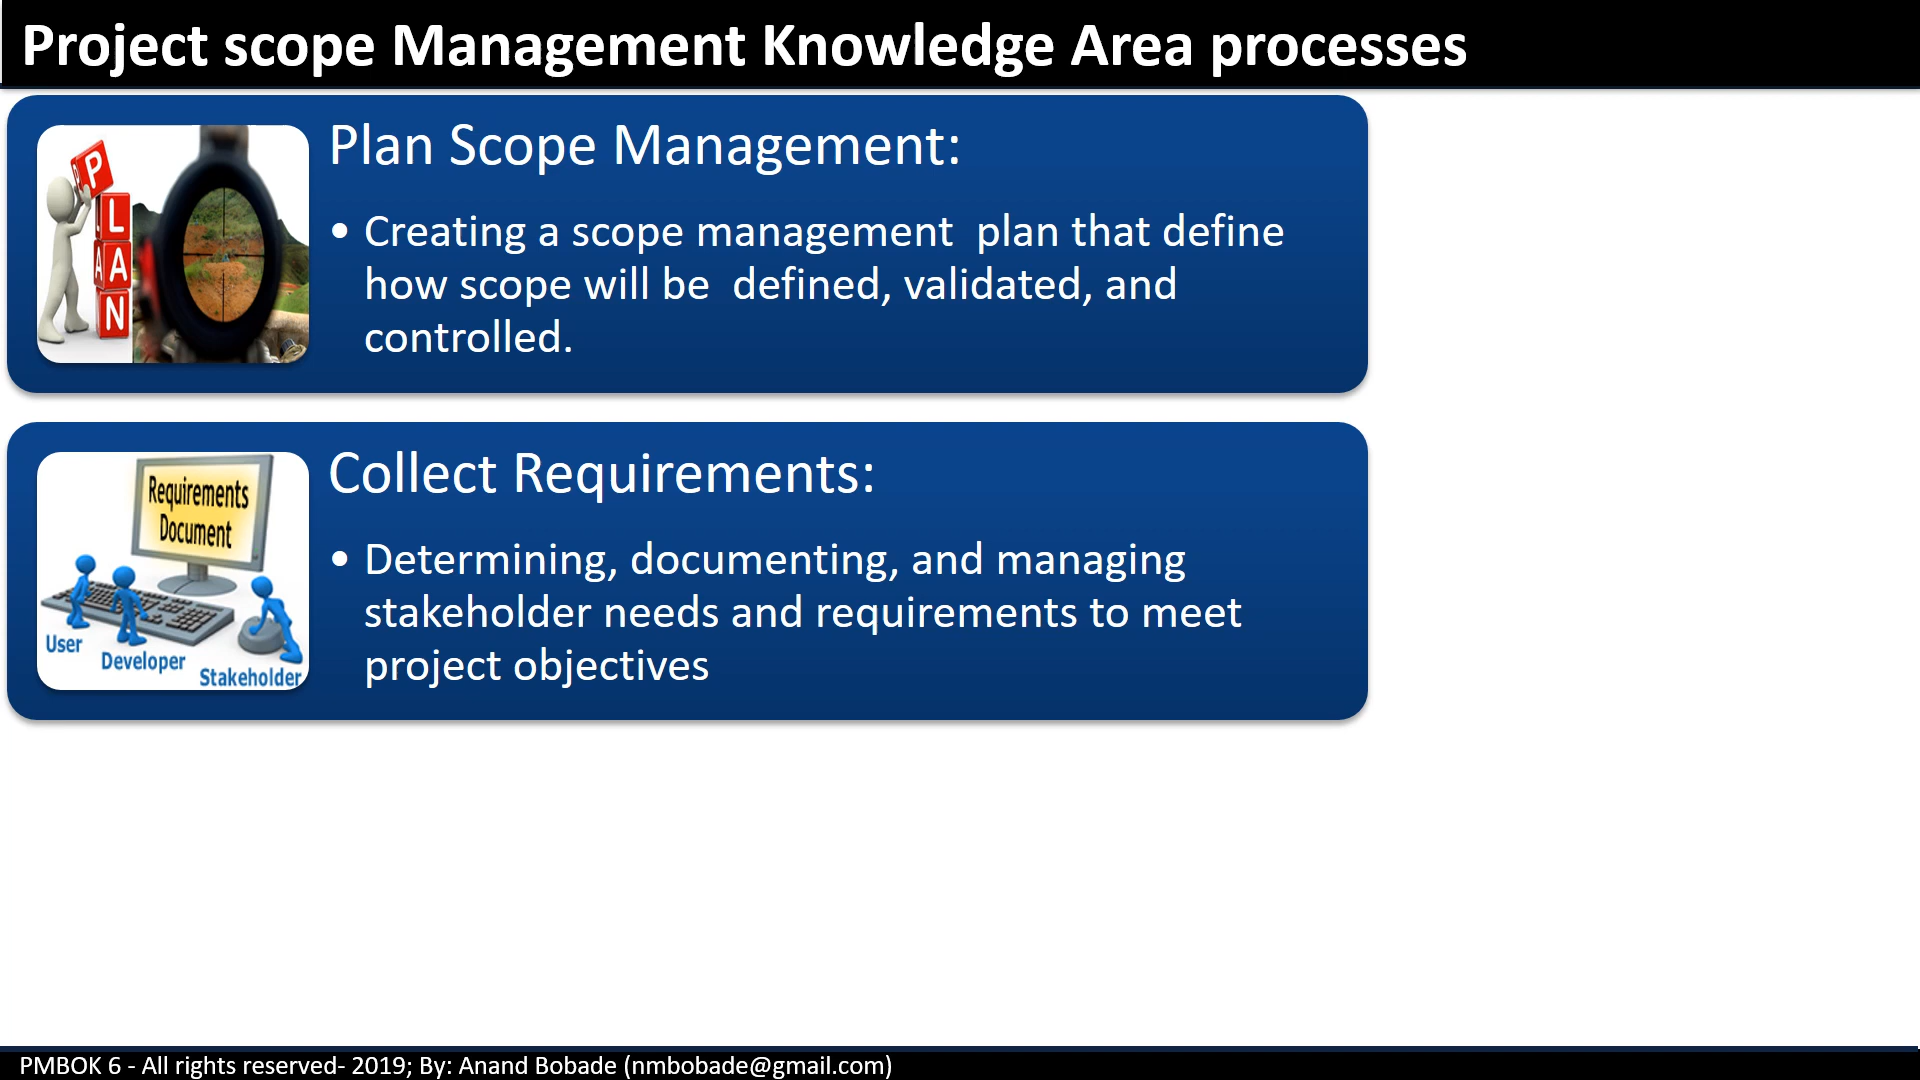 Project scope Management Knowledge Area processes
P
L
A A
N
Plan Scope Management:
• Creating a scope management  plan that define
how scope will be  defined, validated, and
controlled.
Requirements
Document
User
Developer
Stakeholder
Collect Requirements:
• Determining, documenting, and managing
stakeholder needs and requirements to meet
project objectives
PMBOK 6 - All rights reserved- 2019; By: Anand Bobade (nmbobade@gmail.com)